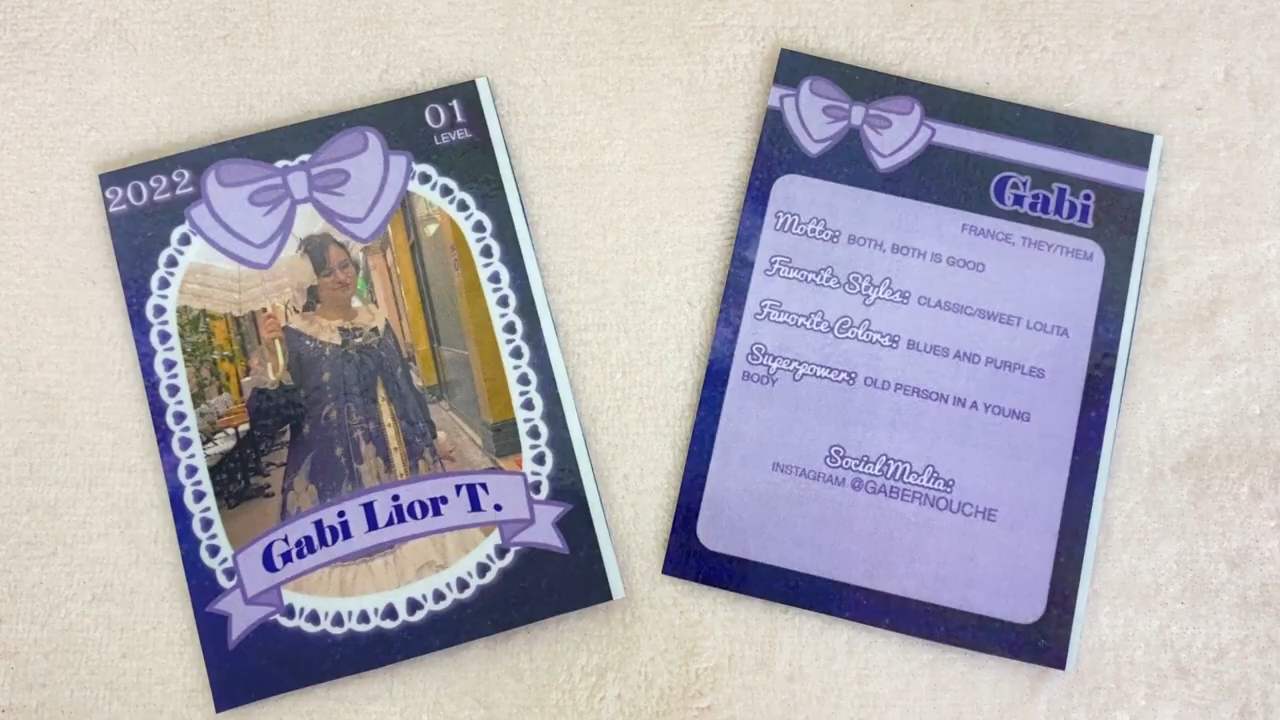 2022
01
LEVEL
Gabi Lior T.
Gabi
FRANCE, THEY/THEM
Motto: BOTH, BOTH IS GOOD
Favorite Styles: CLASSIC/SWEET LOLITA
Favorite Colors: BLUES AND PURPLES
Superpower: OLD PERSON IN A YOUNG
BODY
Social Media:
INSTAGRAM @GABERNOUCHE